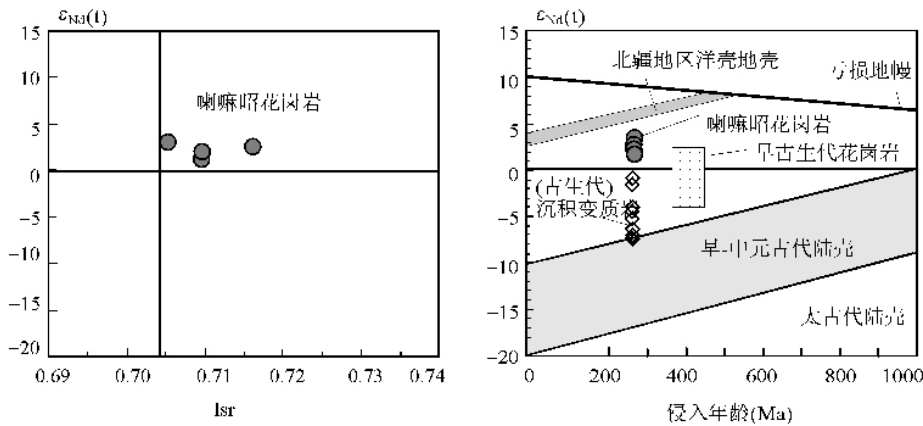 εNd(t)
15
10
5
0
−5
−10
−15
−20
喇嘛昭花岗岩
0.69
0.70
0.71
0.72
0.73
0.74
Isr
εNd(t)
15
10
5
0
−5
−10
−15
−20
北疆地区洋壳地壳
亏损地幔
喇嘛昭花岗岩
早古生代花岗岩
(古生代)
沉积变质
早-中元古代陆壳
太古代陆壳
0
200
400
600
800
1000
侵入年龄(Ma)